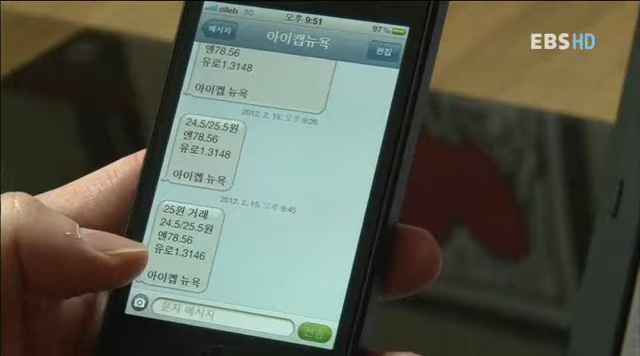 olleh 3G 오후 9:51 97%
메시지 아이캡뉴욕 편집
EBS HD
엔78.56
유로1.3148
아이캡 뉴욕
2012. 2. 15. 오후 9:26
24.5/25.5원
엔78.56
유로1.3148
아이캡 뉴욕
2012. 2. 15. 오후 9:45
25원 거래
24.5/25.5원
엔78.56
유로1.3146
아이캡 뉴욕
문자 메시지 전송